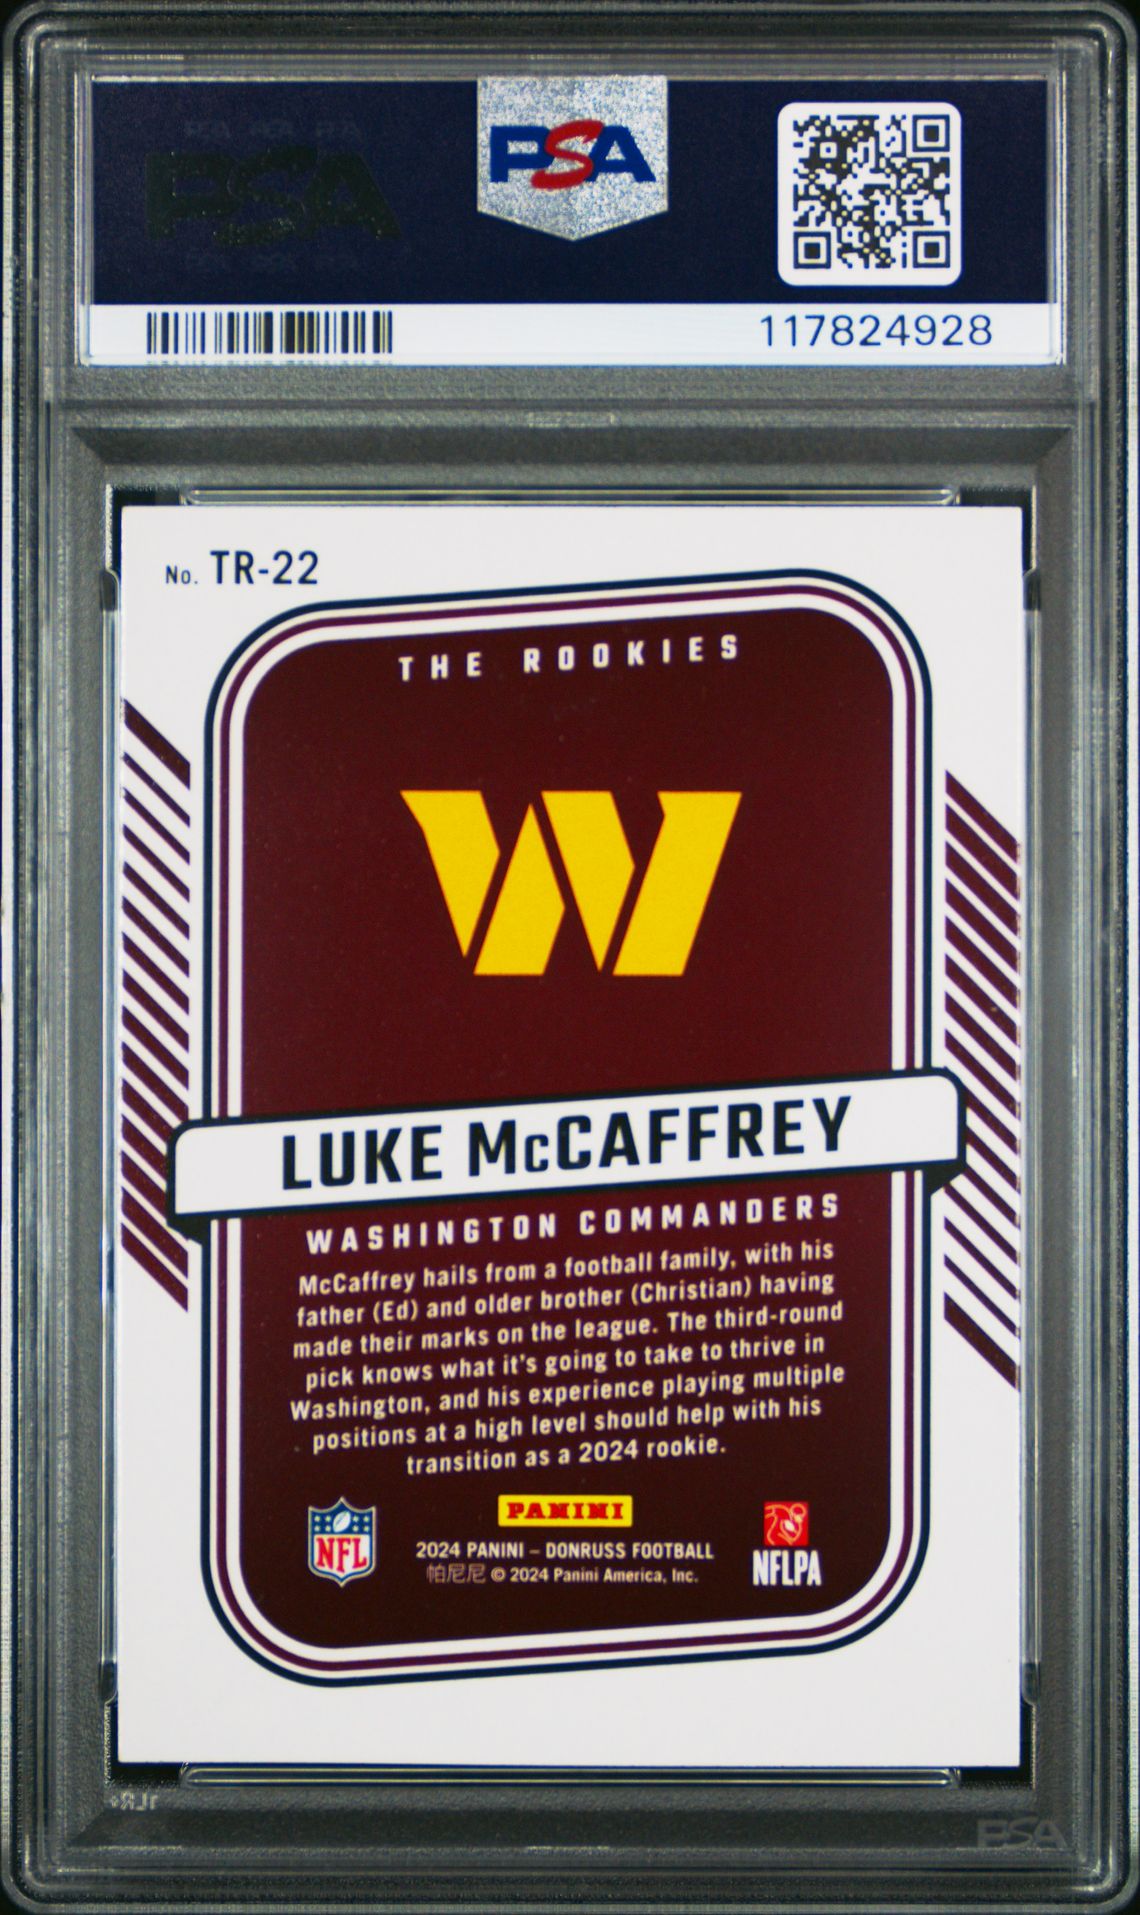 PSA
117824928
No. TR-22
THE ROOKIES
LUKE McCAFFREY
WASHINGTON COMMANDERS
McCaffrey hails from a football family, with his
father (Ed) and older brother (Christian) having
made their marks on the league. The third-round
pick knows what it's going to take to thrive in
Washington, and his experience playing multiple
positions at a high level should help with his
transition as a 2024 rookie.
NFL
PANINI
2024 PANINI – DONRUSS FOOTBALL
帕尼尼 © 2024 Panini America, Inc.
NFLPA
PSA